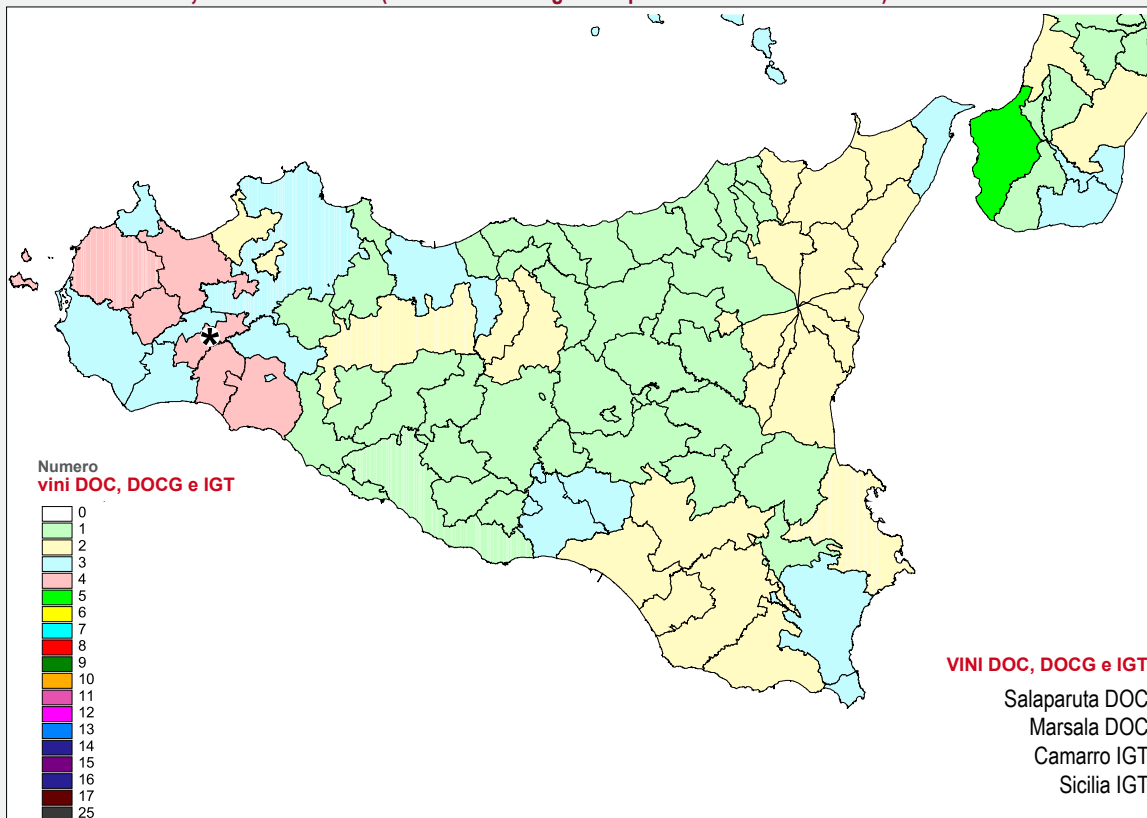 Numero
vini DOC, DOCG e IGT
0
1
2
3
4
5
6
7
8
9
10
11
12
13
14
15
16
17
25
*
VINI DOC, DOCG e IGT
Salaparuta DOC
Marsala DOC
Camarro IGT
Sicilia IGT